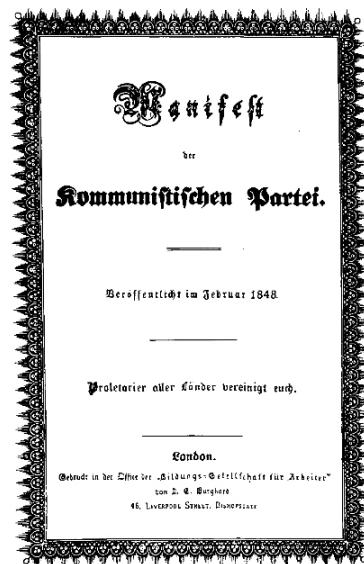 Manifest
der
Kommunistischen Partei.
Veröffentlicht im Februar 1848
Proletarier aller Länder vereinigt euch.
London.
Gedruckt in der Office der „Bildungs-Gesellschaft für Arbeiter“
von J. E. Burghard
46, LIVERPOOL STREET, BISHOPSGATE